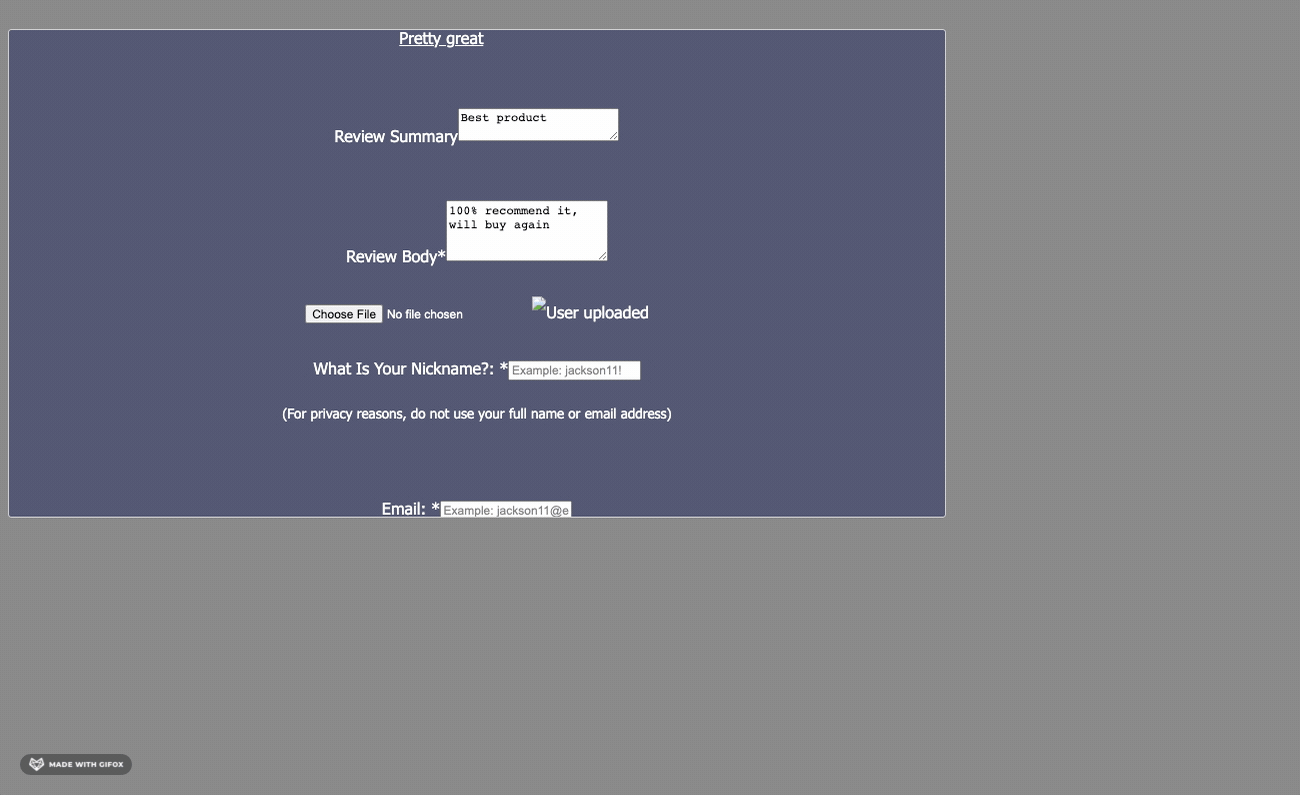 Pretty great
Review Summary
Best product
Review Body*
100% recommend it,
will buy again
Choose File No file chosen
User uploaded
What Is Your Nickname?: *
Example: jackson11!
(For privacy reasons, do not use your full name or email address)
Email: *
Example: jackson11@e
MADE WITH GIFOX